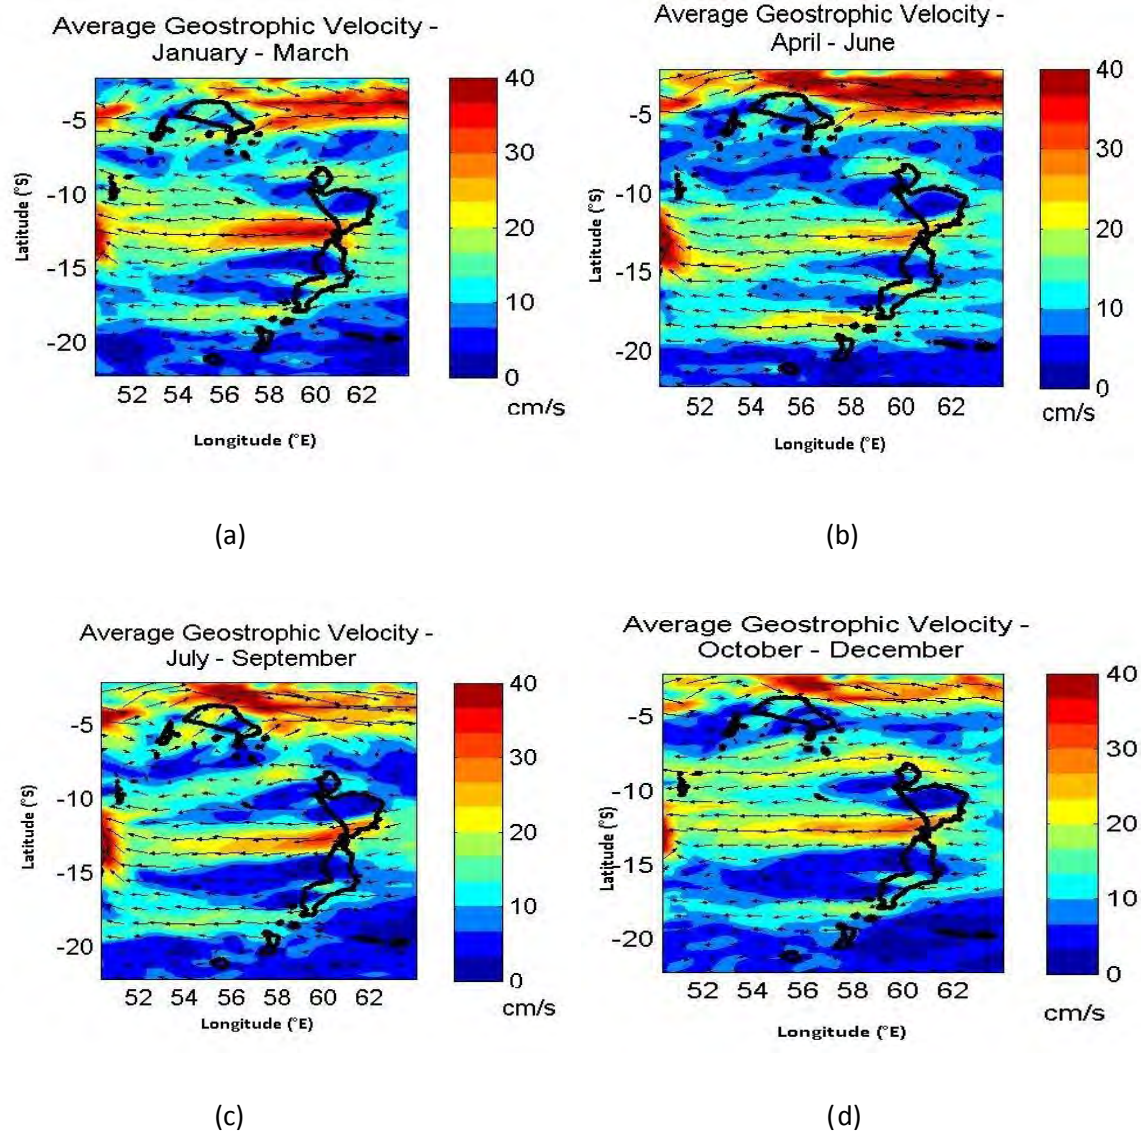 Average Geostrophic Velocity -
January - March
Latitude (°S)
-5
-10
-15
-20
52 54 56 58 60 62
Longitude (°E)
40
30
20
10
0
cm/s
(a)
Average Geostrophic Velocity -
April - June
Latitude (°S)
-5
-10
-15
-20
52 54 56 58 60 62
Longitude (°E)
40
30
20
10
0
cm/s
(b)
Average Geostrophic Velocity -
July - September
Latitude (°S)
-5
-10
-15
-20
52 54 56 58 60 62
Longitude (°E)
40
30
20
10
0
cm/s
(c)
Average Geostrophic Velocity -
October - December
Latitude (°S)
-5
-10
-15
-20
52 54 56 58 60 62
Longitude (°E)
40
30
20
10
0
cm/s
(d)